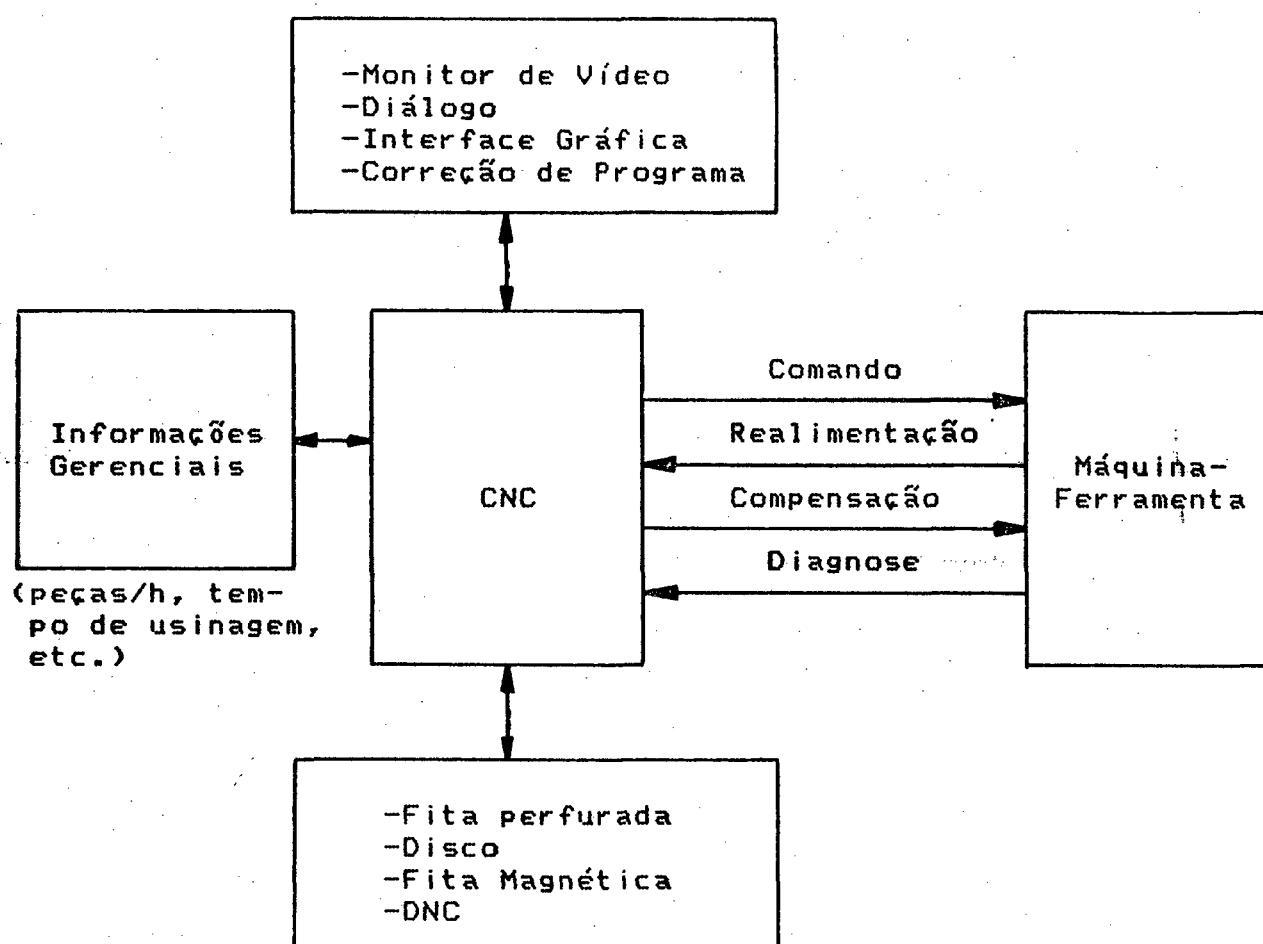 -Monitor de Vídeo
-Diálogo
-Interface Gráfica
-Correção de Programa
Informações
Gerenciais
(peças/h, tem-
po de usinagem,
etc.)
CNC
Comando
Realimentação
Compensação
Diagnose
Máquina-
Ferramenta
-Fita perfurada
-Disco
-Fita Magnética
-DNC